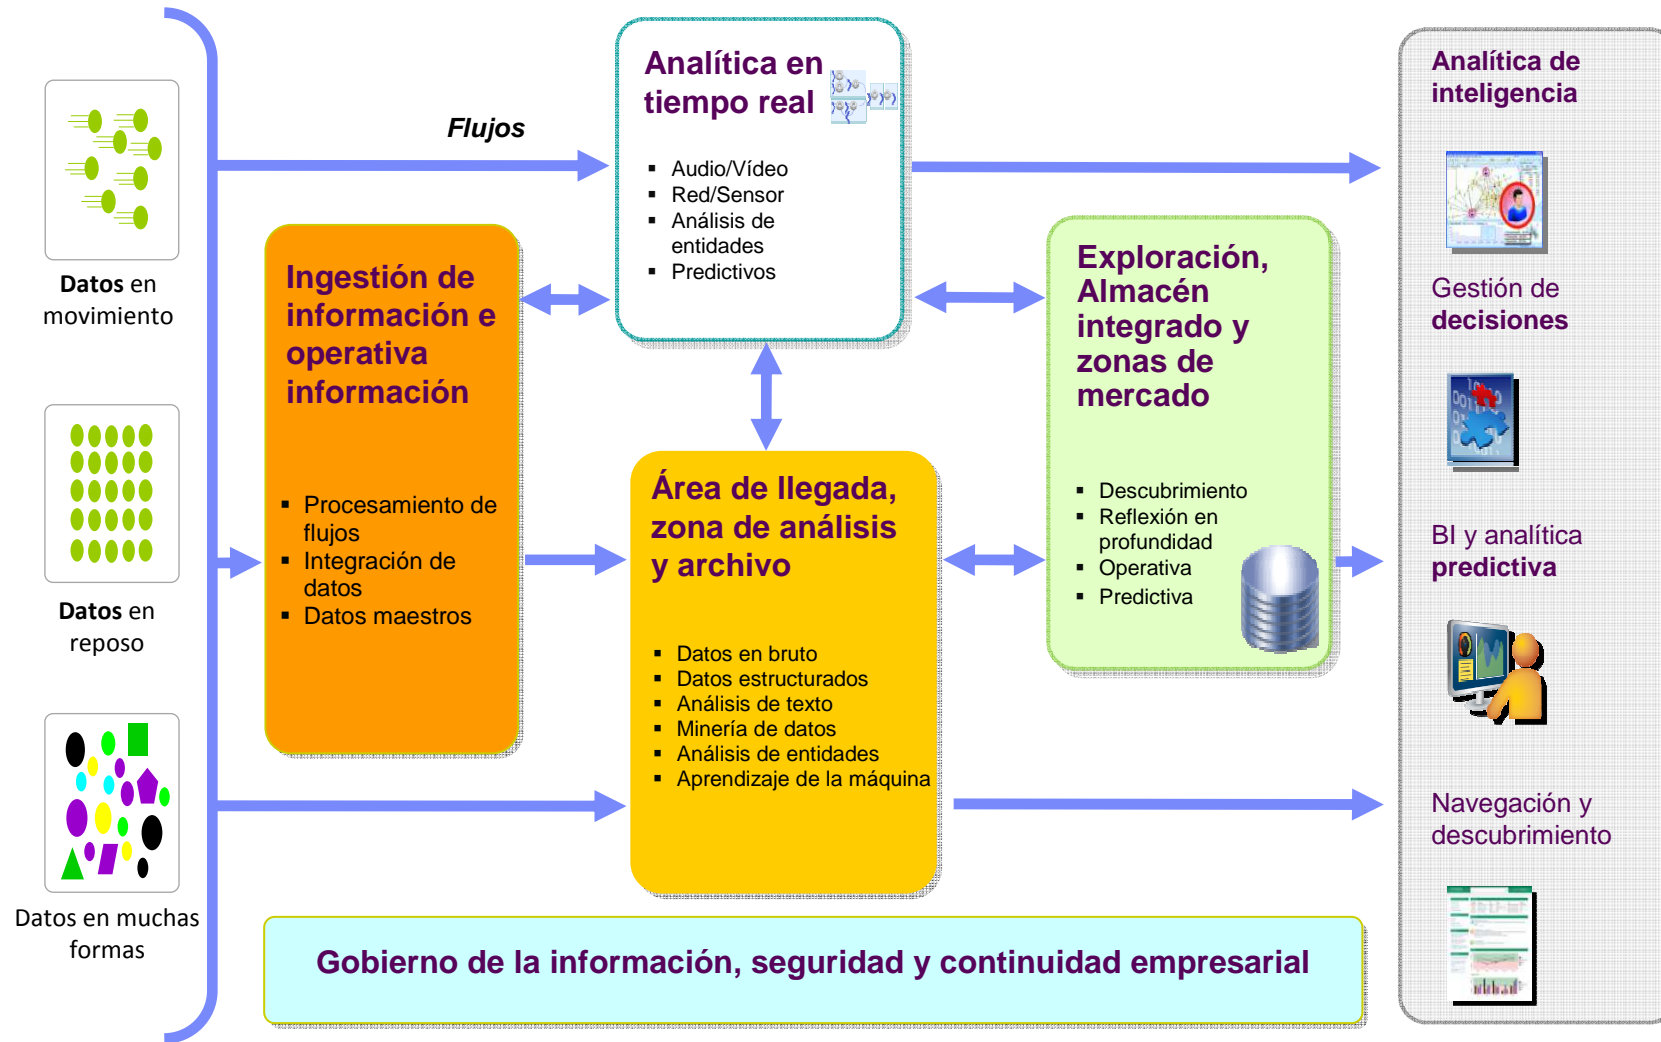 Datos en
movimiento
Datos en
reposo
Datos en muchas
formas
Flujos
Ingestión de
información e
operativa
información
▪ Procesamiento de
flujos
▪ Integración de
datos
▪ Datos maestros
Analítica en
tiempo real
▪ Audio/Vídeo
▪ Red/Sensor
▪ Análisis de
entidades
▪ Predictivos
Área de llegada,
zona de análisis
y archivo
▪ Datos en bruto
▪ Datos estructurados
▪ Análisis de texto
▪ Minería de datos
▪ Análisis de entidades
▪ Aprendizaje de la máquina
Exploración,
Almacén
integrado y
zonas de
mercado
▪ Descubrimiento
▪ Reflexión en
profundidad
▪ Operativa
▪ Predictiva
Analítica de
inteligencia
Gestión de
decisiones
BI y analítica
predictiva
Navegación y
descubrimiento
Gobierno de la información, seguridad y continuidad empresarial